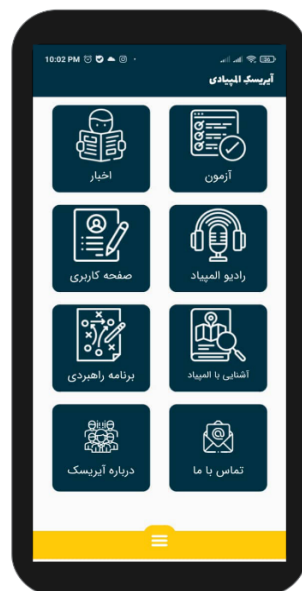 10:02 PM
آیریسک المپیادی
آزمون
اخبار
رادیو المپیاد
صفحه کاربری
آشنایی با المپیاد
برنامه راهبردی
تماس با ما
درباره آیریسک